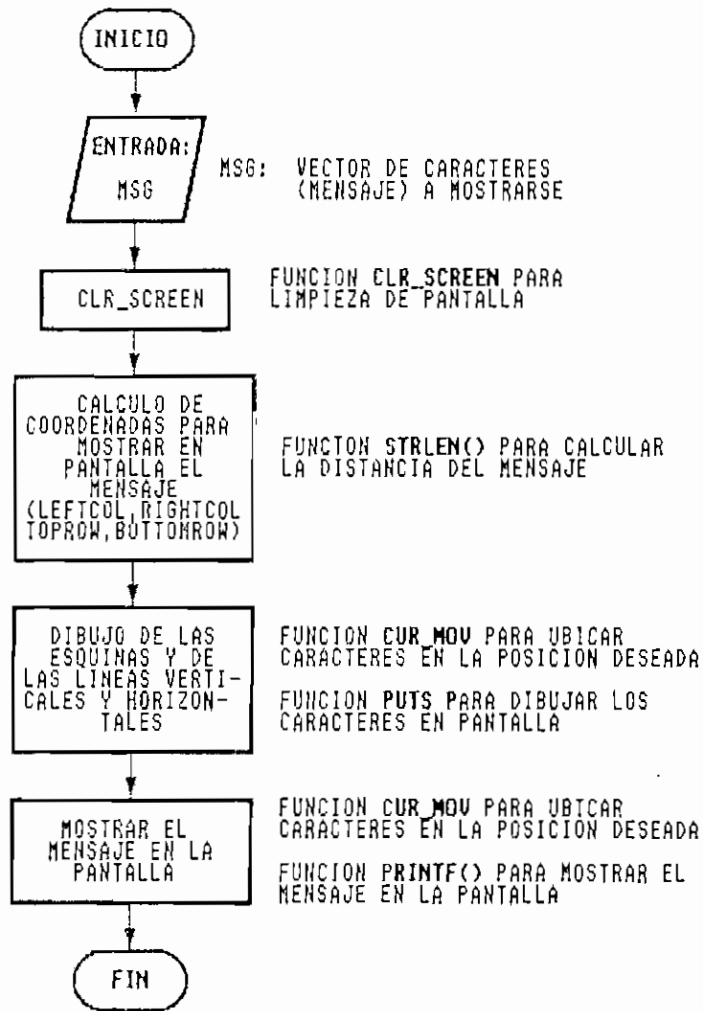 INICIO
ENTRADA:
MSG
MSG: VECTOR DE CARACTERES
(MENSAJE) A MOSTRARSE
CLR_SCREEN
FUNCION CLR_SCREEN PARA
LIMPIEZA DE PANTALLA
CALCULO DE
COORDENADAS PARA
MOSTRAR EN
PANTALLA EL
MENSAJE
(LEFTCOL,RIGHTCOL
TOPROW,BOTTOMROW)
FUNCION STRLEN() PARA CALCULAR
LA DISTANCIA DEL MENSAJE
DIBUJO DE LAS
ESQUINAS Y DE
LAS LINEAS VERTI-
CALES Y HORIZON-
TALES
FUNCION CUR_MOV PARA UBICAR
CARACTERES EN LA POSICION DESEADA
FUNCION PUTS PARA DIBUJAR LOS
CARACTERES EN PANTALLA
MOSTRAR EL
MENSAJE EN LA
PANTALLA
FUNCION CUR_MOV PARA UBICAR
CARACTERES EN LA POSICION DESEADA
FUNCION PRINTF() PARA MOSTRAR EL
MENSAJE EN LA PANTALLA
FIN